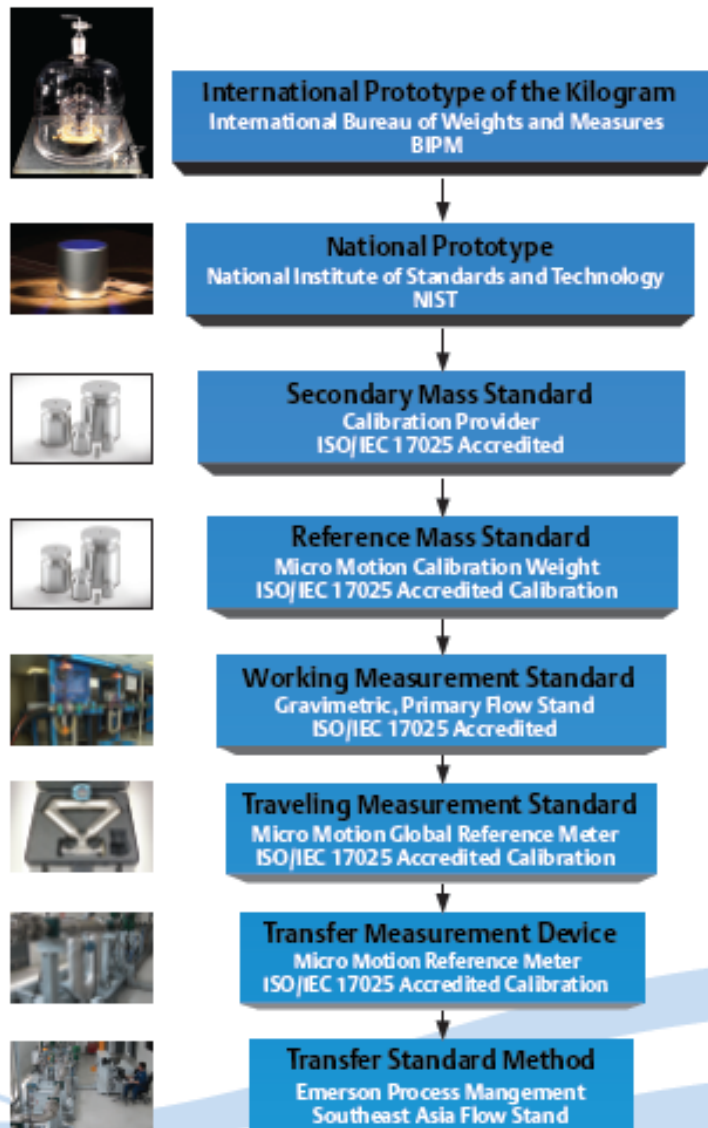 International Prototype of the Kilogram
International Bureau of Weights and Measures
BIPM
National Prototype
National Institute of Standards and Technology
NIST
Secondary Mass Standard
Calibration Provider
ISO/IEC 17025 Accredited
Reference Mass Standard
Micro Motion Calibration Weight
ISO/IEC 17025 Accredited Calibration
Working Measurement Standard
Gravimetric, Primary Flow Stand
ISO/IEC 17025 Accredited
Traveling Measurement Standard
Micro Motion Global Reference Meter
ISO/IEC 17025 Accredited Calibration
Transfer Measurement Device
Micro Motion Reference Meter
ISO/IEC 17025 Accredited Calibration
Transfer Standard Method
Emerson Process Mangement
Southeast Asia Flow Stand